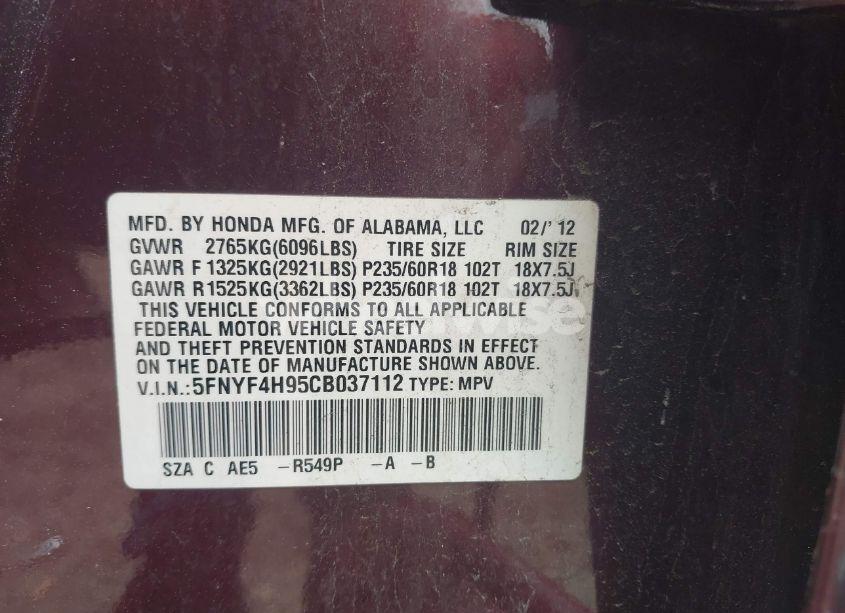 MFD. BY HONDA MFG. OF ALABAMA, LLC 02/' 12
GVWR 2765KG(6096LBS) TIRE SIZE RIM SIZE
GAWR F 1325KG(2921LBS) P235/60R18 102T 18X7.5J
GAWR R 1525KG(3362LBS) P235/60R18 102T 18X7.5J
THIS VEHICLE CONFORMS TO ALL APPLICABLE
FEDERAL MOTOR VEHICLE SAFETY
AND THEFT PREVENTION STANDARDS IN EFFECT
ON THE DATE OF MANUFACTURE SHOWN ABOVE.
V.I.N.:5FNYF4H95CB037112 TYPE: MPV
SZA C AE5 -R549P -A -B